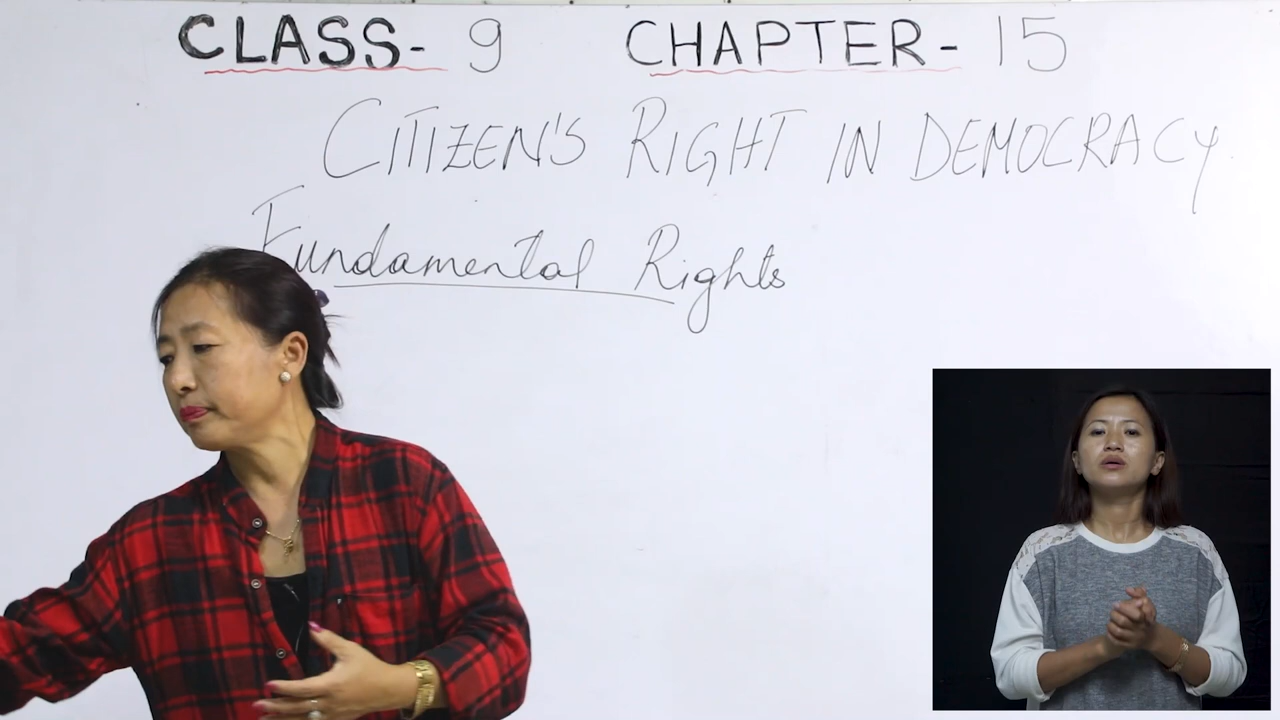 CLASS- 9 CHAPTER- 15
CITIZEN'S RIGHT IN DEMOCRACY.
Fundamental Rights